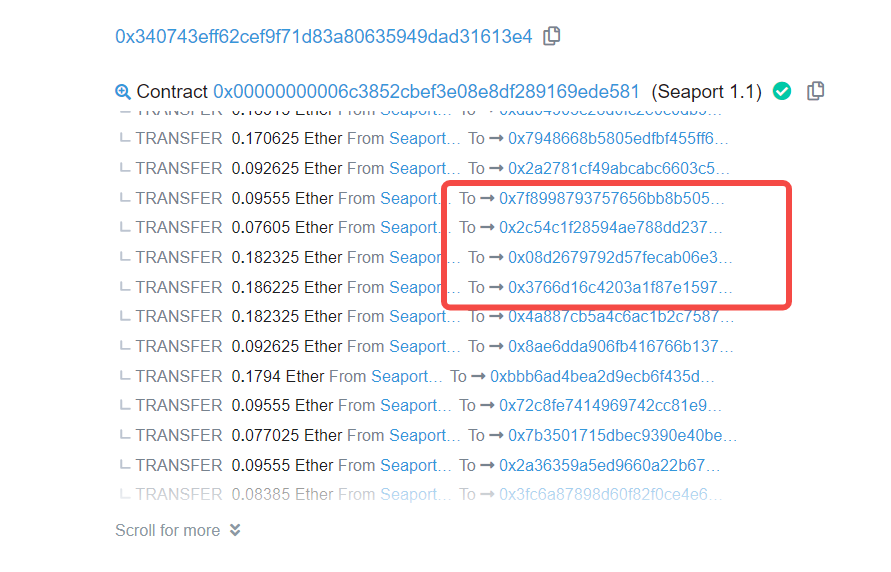 0x340743eff62cef9f71d83a80635949dad31613e4
Contract 0x00000000006c3852cbef3e08e8df289169ede581 (Seaport 1.1)
TRANSFER Ether From Seaport... To
TRANSFER 0.170625 Ether From Seaport... To 0x7948668b5805edfbf455ff6...
TRANSFER 0.092625 Ether From Seaport... To 0x2a2781cf49abcabc6603c5...
TRANSFER 0.09555 Ether From Seaport... To 0x7f8998793757656bb8b505...
TRANSFER 0.07605 Ether From Seaport... To 0x2c54c1f28594ae788dd237...
TRANSFER 0.182325 Ether From Seaport... To 0x08d2679792d57fecab06e3...
TRANSFER 0.186225 Ether From Seaport... To 0x3766d16c4203a1f87e1597...
TRANSFER 0.182325 Ether From Seaport... To 0x4a887cb5a4c6ac1b2c7587...
TRANSFER 0.092625 Ether From Seaport... To 0x8ae6dda906fb416766b137...
TRANSFER 0.1794 Ether From Seaport... To 0xbbb6ad4bea2d9ecb6f435d...
TRANSFER 0.09555 Ether From Seaport... To 0x72c8fe7414969742cc81e9...
TRANSFER 0.077025 Ether From Seaport... To 0x7b3501715dbec9390e40be...
TRANSFER 0.09555 Ether From Seaport... To 0x2a36359a5ed9660a22b67...
TRANSFER 0.08385 Ether From Seaport... To 0x3fc6a87898d60f82f0ce4e6...
Scroll for more